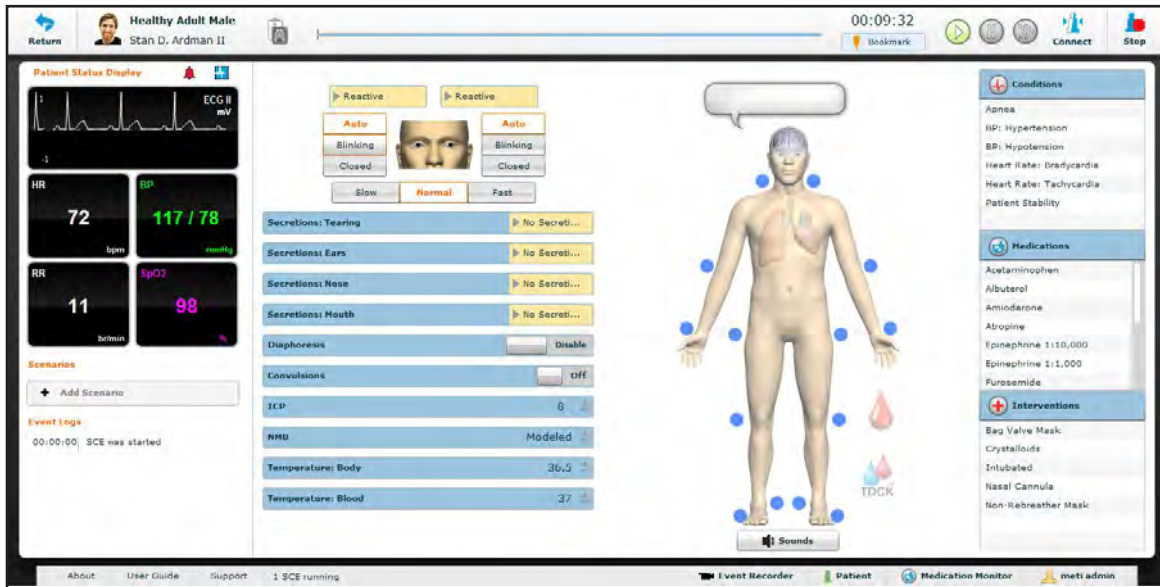 Return
Healthy Adult Male
Stan D. Ardman II
00:09:32
Bookmark
Connect
Stop
Patient Status Display
1
ECG II
mV
-1
HR
72
bpm
BP
117 / 78
mmHg
RR
11
br/min
SpO2
98
%
Scenarios
Add Scenario
Event Logs
00:00:00 SCE was started
Reactive
Reactive
Auto
Blinking
Closed
Auto
Blinking
Closed
Slow
Normal
Fast
Secretions: Tearing
No Secreti...
Secretions: Ears
No Secreti...
Secretions: Nose
No Secreti...
Secretions: Mouth
No Secreti...
Diaphoresis
Disable
Convulsions
Off
ICP
8
NMB
Modeled
Temperature: Body
36.5
Temperature: Blood
37
TDCK
Sounds
Conditions
Apnea
BP: Hypertension
BP: Hypotension
Heart Rate: Bradycardia
Heart Rate: Tachycardia
Patient Stability
Medications
Acetaminophen
Albuterol
Amiodarone
Atropine
Epinephrine 1:10,000
Epinephrine 1:1,000
Furosemide
Interventions
Bag Valve Mask
Crystalloids
Intubated
Nasal Cannula
Non-Rebreather Mask
About
User Guide
Support
1 SCE running
Event Recorder
Patient
Medication Monitor
meti admin